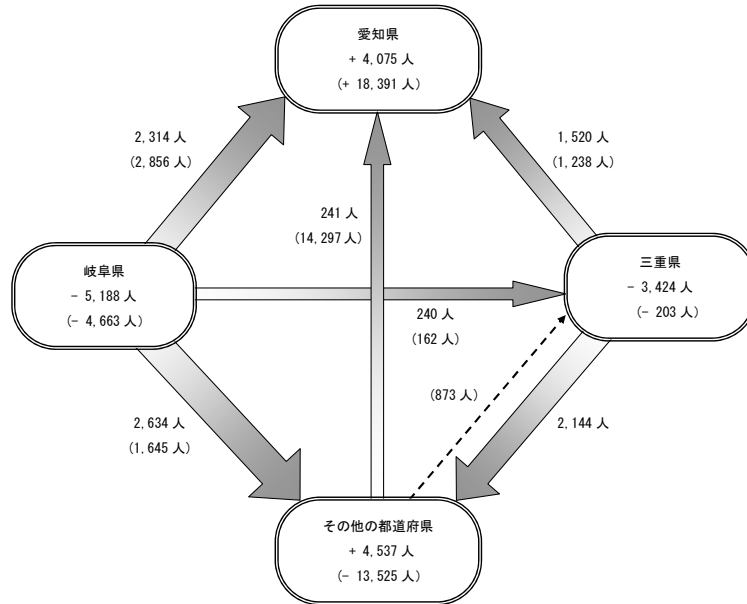 愛知県
+ 4,075 人
(+ 18,391 人)
2,314 人
(2,856 人)
1,520 人
(1,238 人)
241 人
(14,297 人)
岐阜県
- 5,188 人
(- 4,663 人)
三重県
- 3,424 人
(- 203 人)
240 人
(162 人)
(873 人)
2,634 人
(1,645 人)
2,144 人
その他の都道府県
+ 4,537 人
(- 13,525 人)